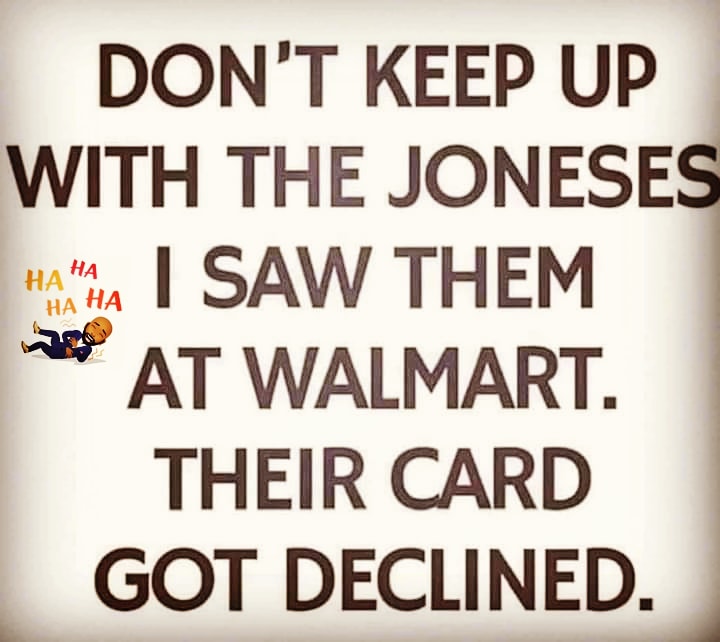 DON'T KEEP UP
WITH THE JONESES
I SAW THEM
HA HA
HA HA
AT WALMART.
THEIR CARD
GOT DECLINED.